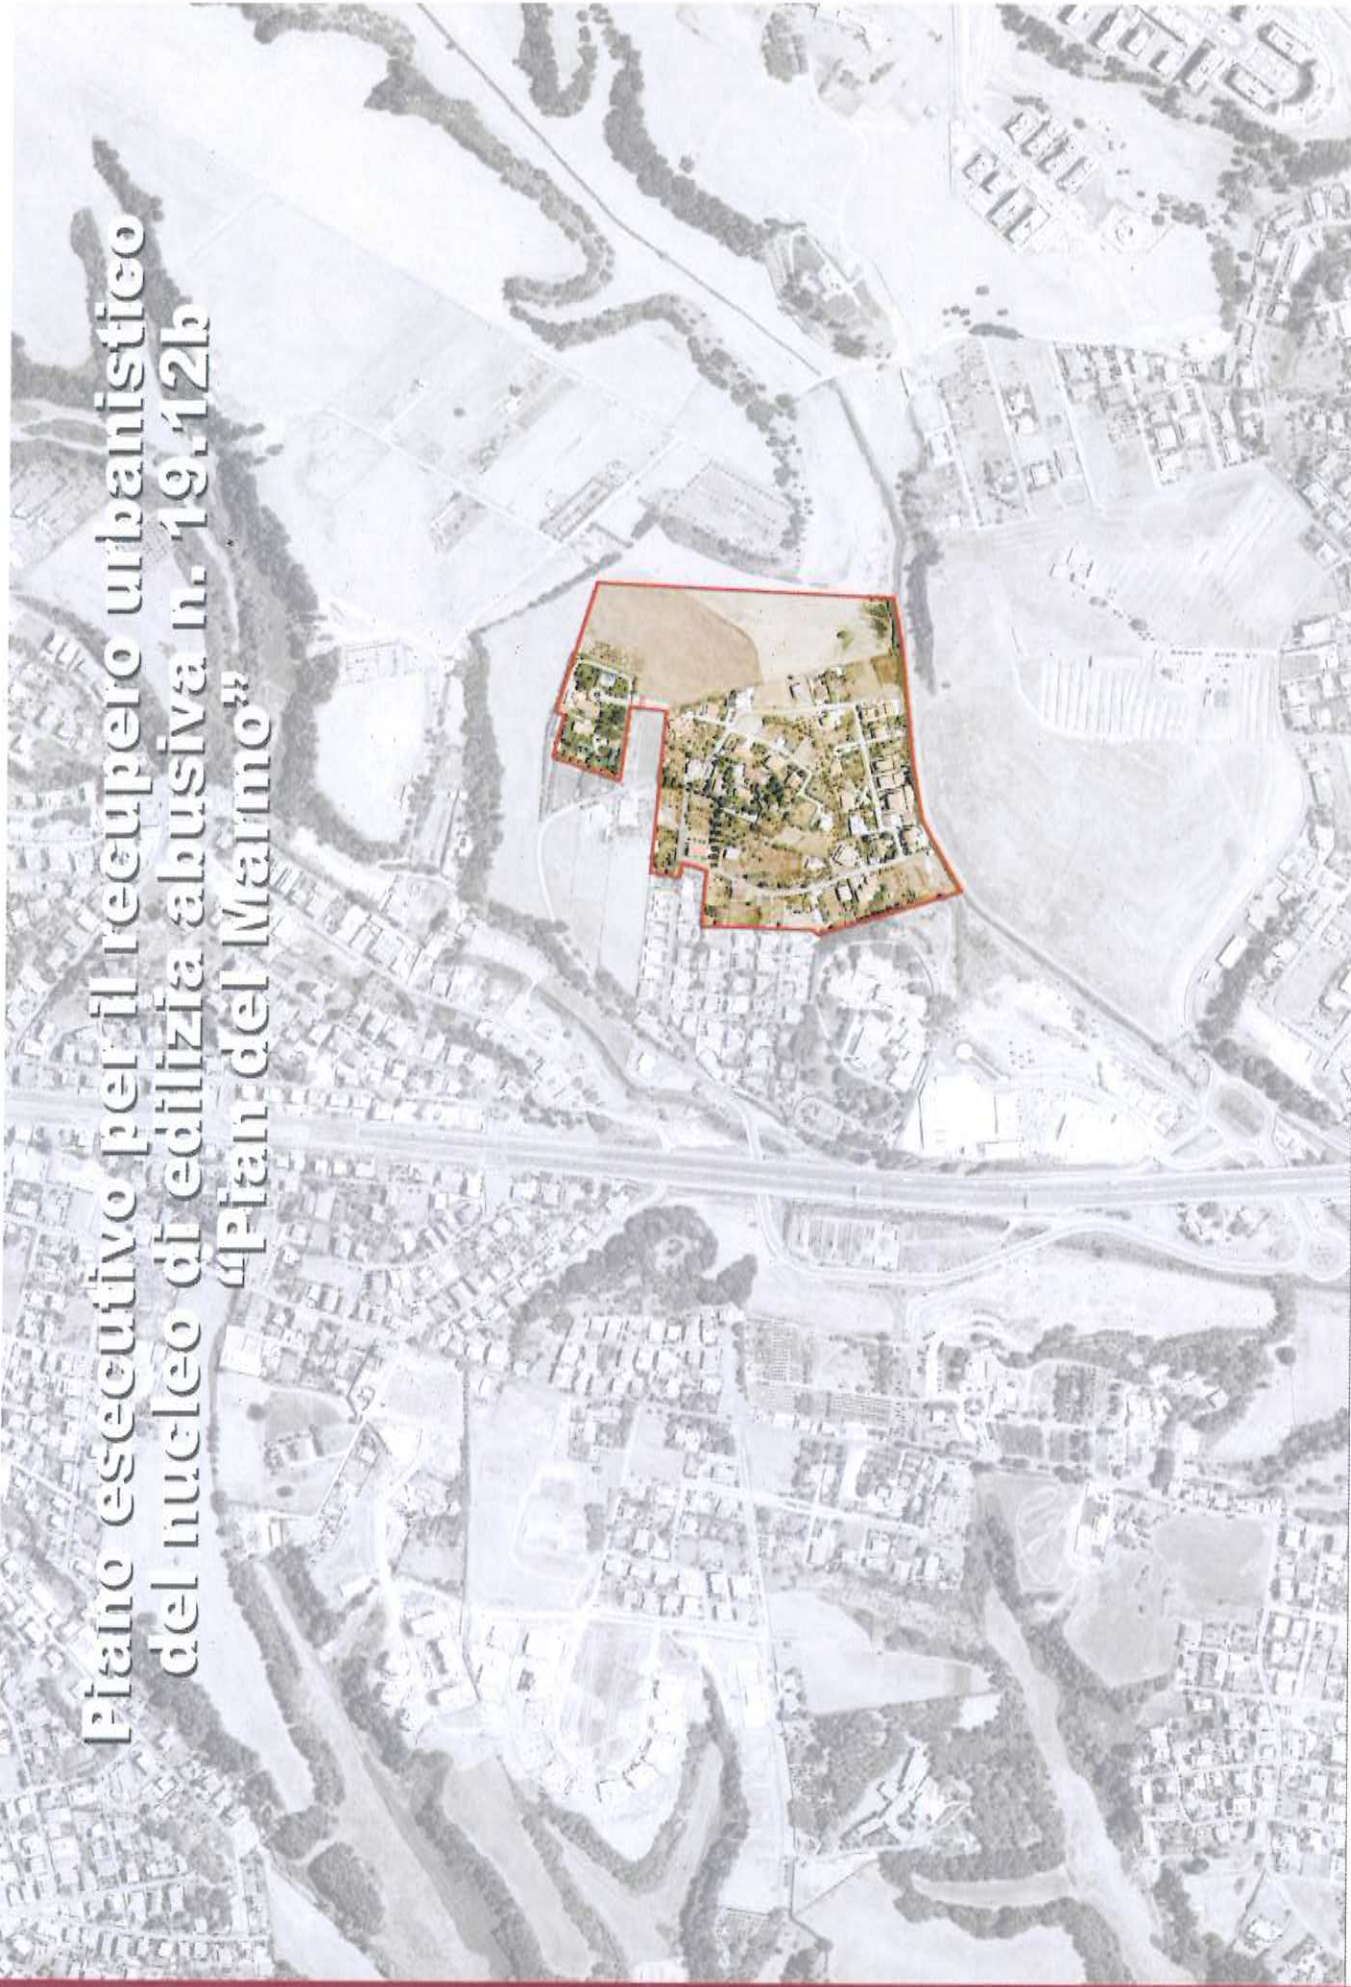 Piano esecutivo per il recupero urbanistico
del nucleo di edilizia abusiva n. 19.12b
“Pian del Marmo”